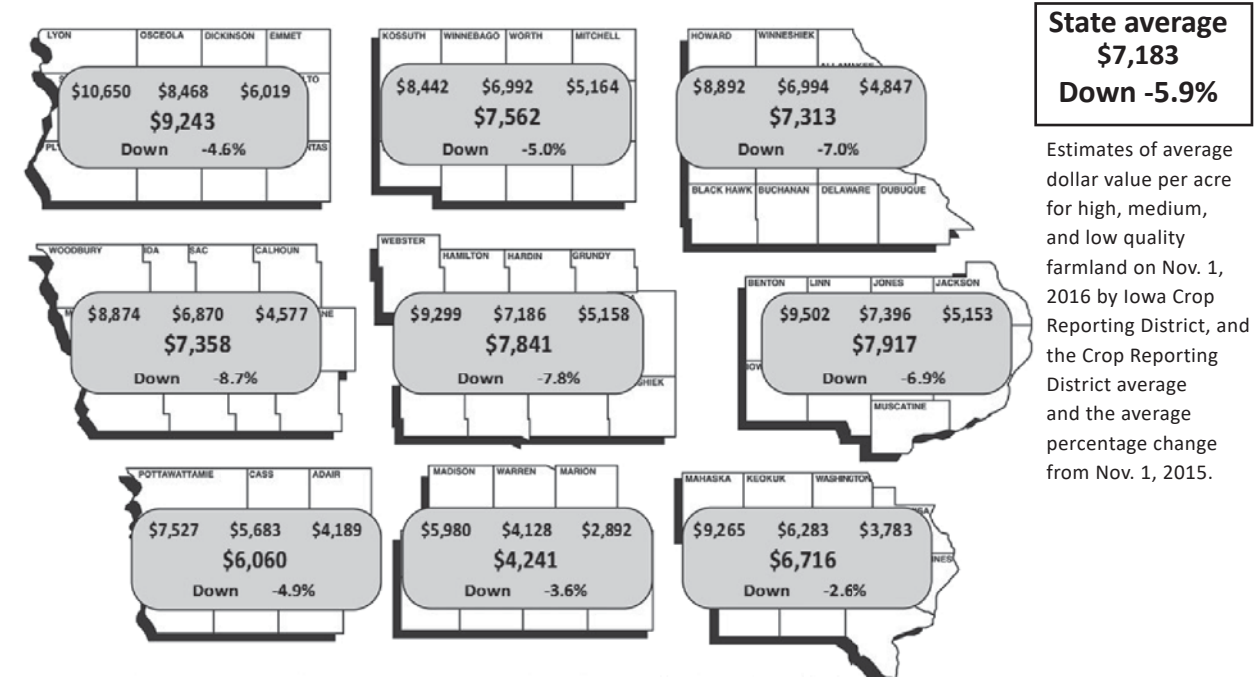 LYON OSCEOLA DICKINSON EMMET
$10,650 $8,468 $6,019
$9,243
Down -4.6%
KOSSUTH WINNEBAGO WORTH MITCHELL
$8,442 $6,992 $5,164
$7,562
Down -5.0%
HOWARD WINNESHIEK
$8,892 $6,994 $4,847
$7,313
Down -7.0%
BLACK HAWK BUCHANAN DELAWARE DUBUQUE
State average
$7,183
Down -5.9%
Estimates of average
dollar value per acre
for high, medium,
and low quality
farmland on Nov. 1,
2016 by Iowa Crop
Reporting District, and
the Crop Reporting
District average
and the average
percentage change
from Nov. 1, 2015.
WOODBURY IDA SAC CALHOUN
$8,874 $6,870 $4,577
$7,358
Down -8.7%
WEBSTER
HAMILTON HARDIN GRUNDY
$9,299 $7,186 $5,158
$7,841
Down -7.8%
BENTON LINN JONES JACKSON
$9,502 $7,396 $5,153
$7,917
Down -6.9%
MUSCATINE
POTTAWATTAMIE CASS ADAIR
$7,527 $5,683 $4,189
$6,060
Down -4.9%
MADISON WARREN MARION
$5,980 $4,128 $2,892
$4,241
Down -3.6%
MAHASKA KEOKUK WASHINGTON
$9,265 $6,283 $3,783
$6,716
Down -2.6%